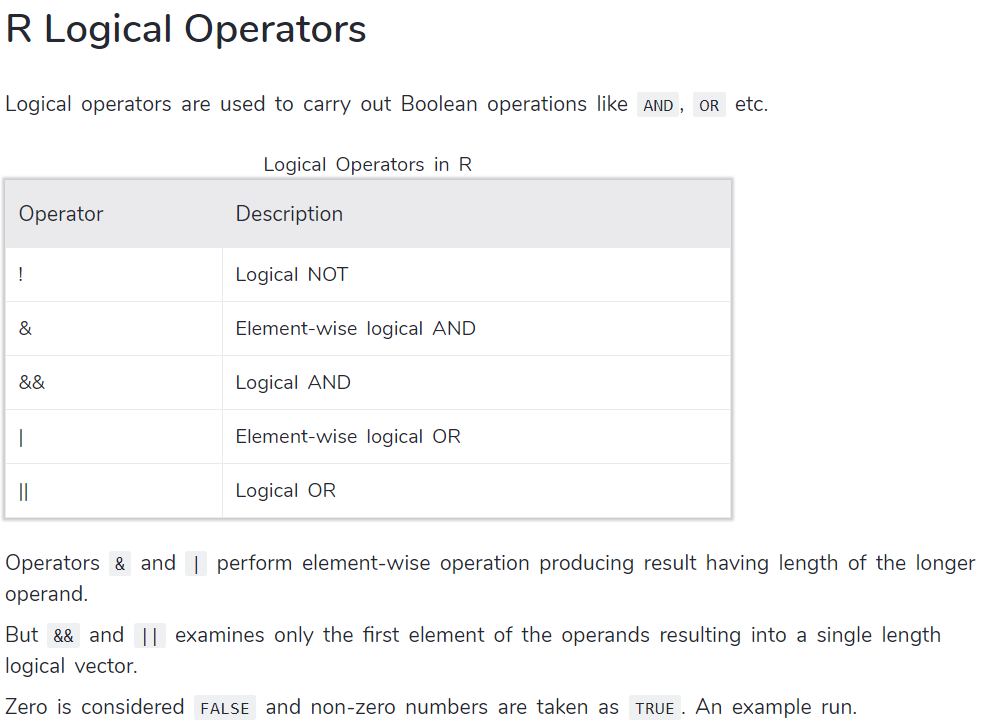 R Logical Operators
Logical operators are used to carry out Boolean operations like AND, OR etc.
Logical Operators in R
Operator Description
! Logical NOT
& Element-wise logical AND
&& Logical AND
| Element-wise logical OR
|| Logical OR
Operators & and | perform element-wise operation producing result having length of the longer
operand.
But && and || examines only the first element of the operands resulting into a single length
logical vector.
Zero is considered FALSE and non-zero numbers are taken as TRUE. An example run.